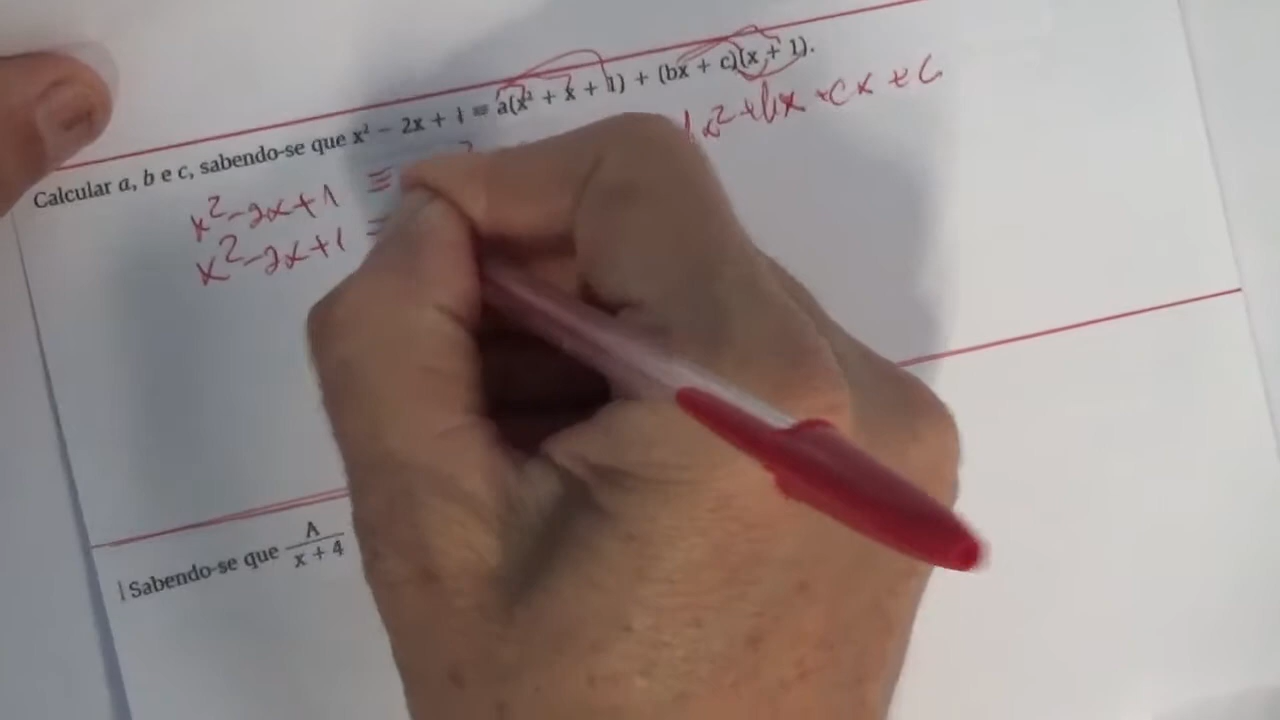 Calcular a, b e c, sabendo-se que x² - 2x + 1 ≡ a(x² + x + 1) + (bx + c)(x + 1).
x² - 2x + 1 ≡ bx² + bx + cx + c
x² - 2x + 1 ≡
Sabendo-se que A/(x + 4)